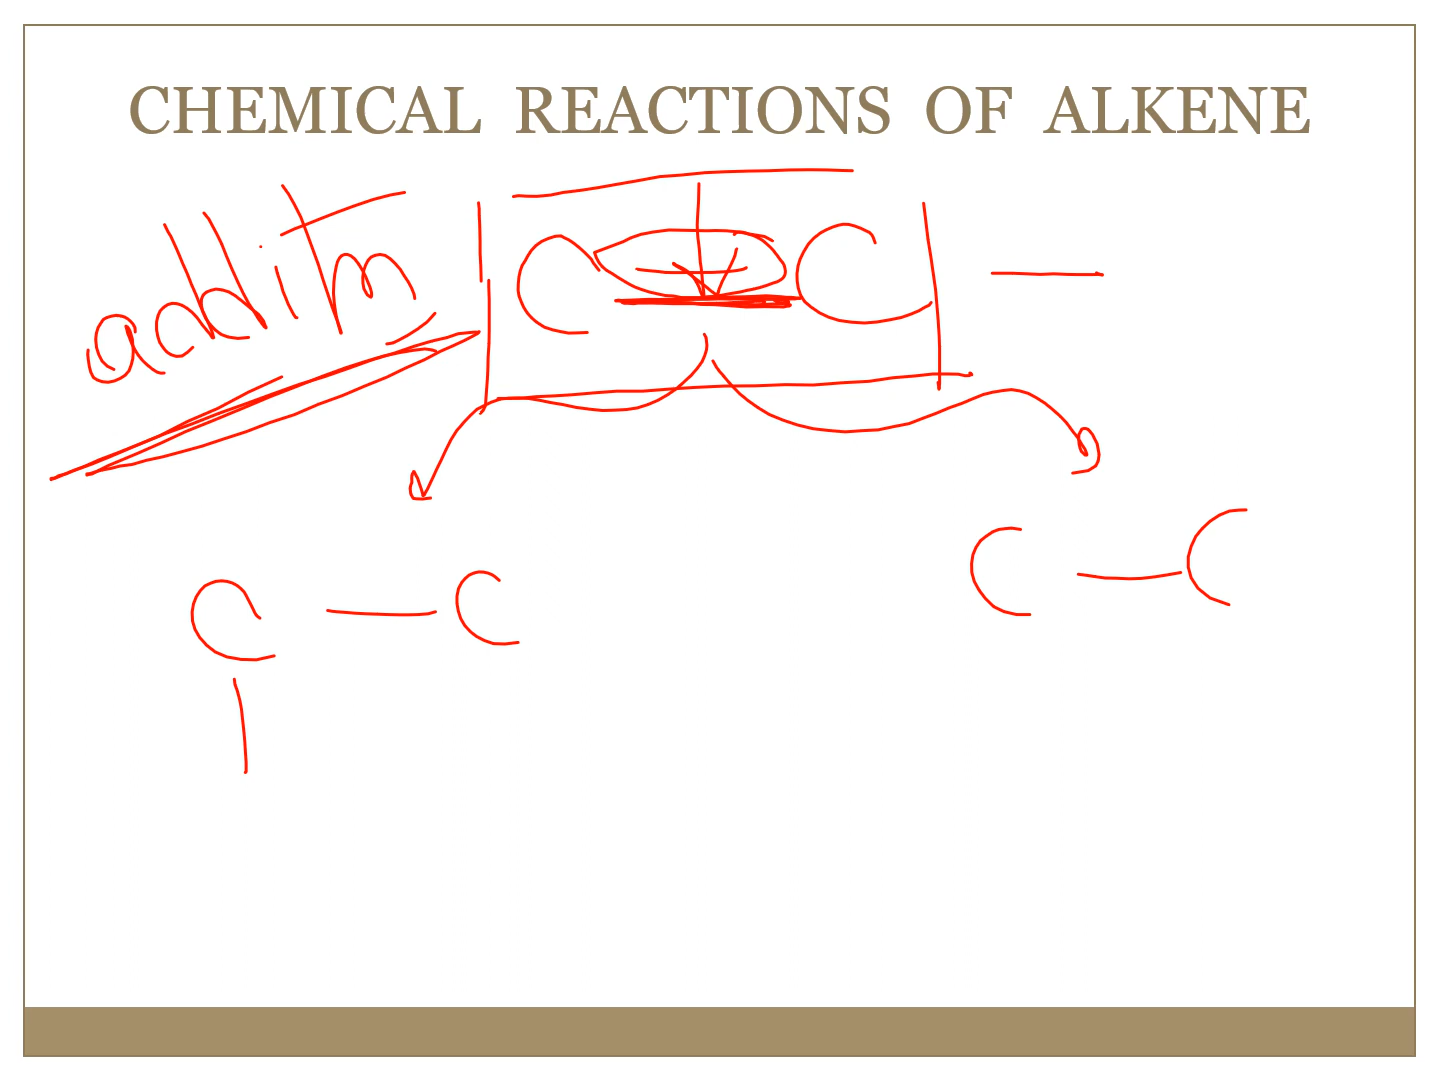 CHEMICAL REACTIONS OF ALKENE
addition
C = C —
C — C
C — C